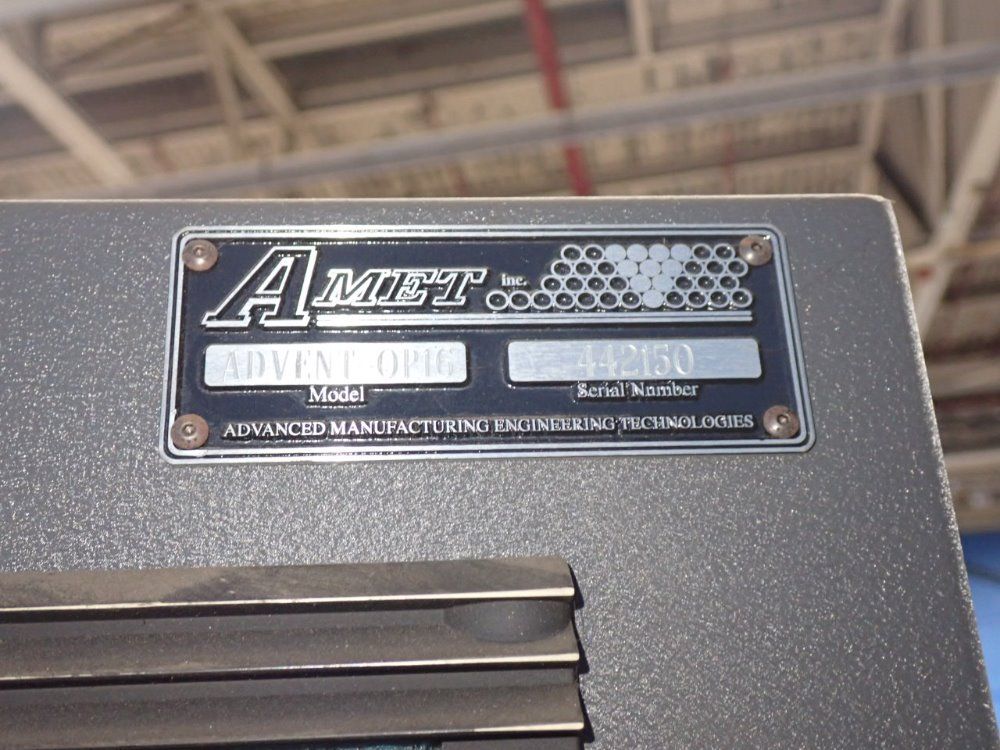 AMET inc.
ADVENT OP16 442150
Model Serial Number
ADVANCED MANUFACTURING ENGINEERING TECHNOLOGIES